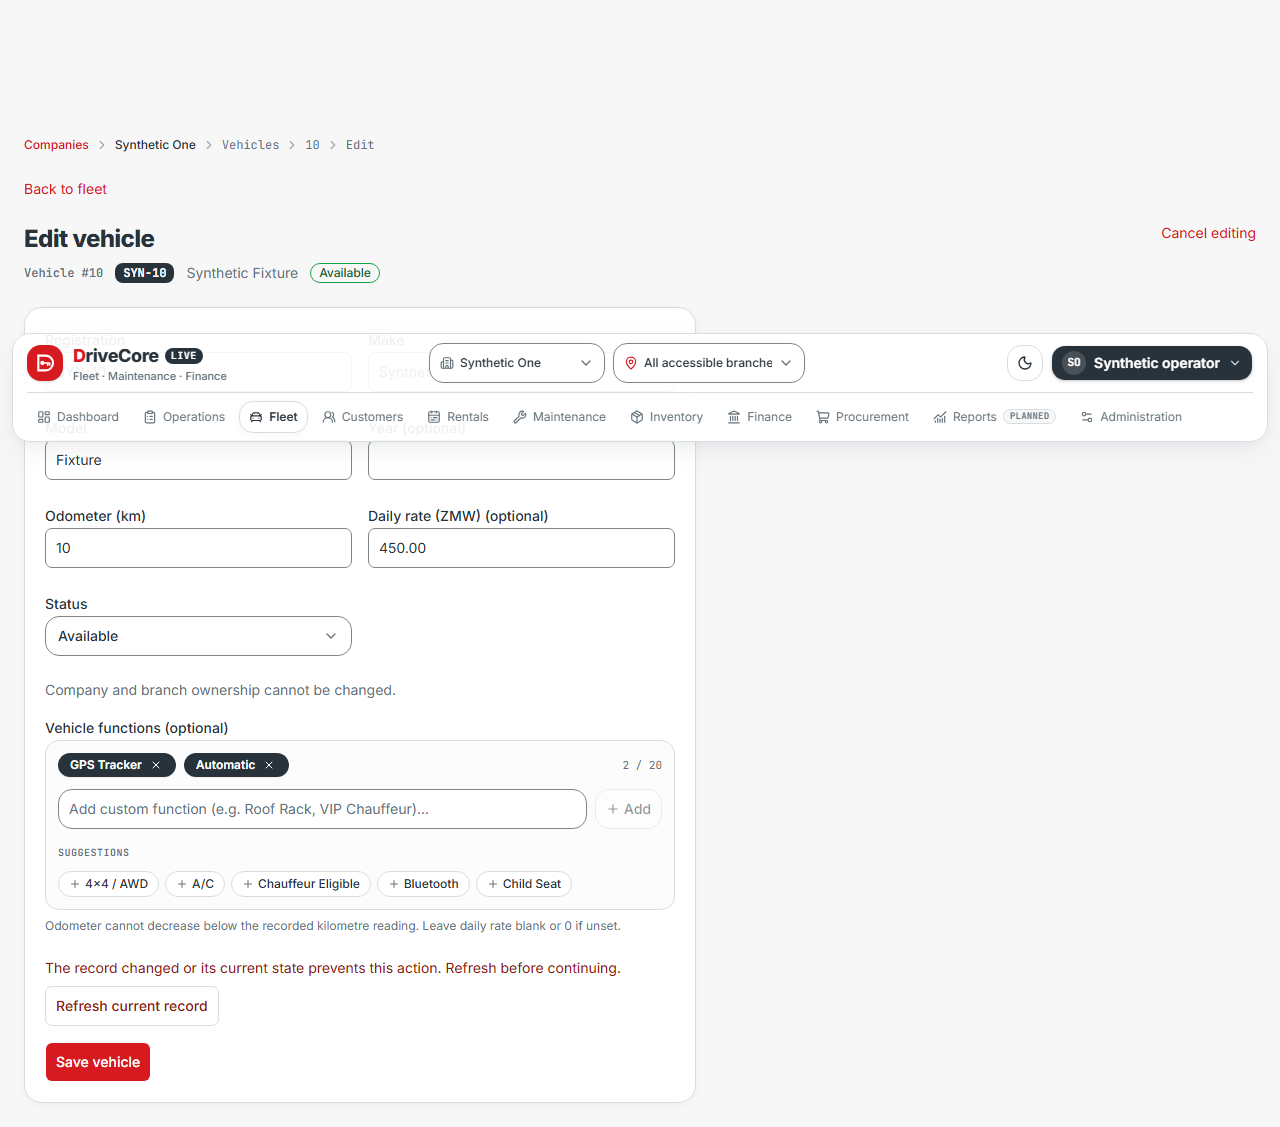 Companies > Synthetic One > Vehicles > 10 > Edit
Back to fleet
Edit vehicle
Cancel editing
Vehicle #10 SYN-10 Synthetic Fixture Available
Registration Make
DriveCore LIVE
Fleet · Maintenance · Finance
Synthetic One
All accessible branche
SO Synthetic operator
Synthe
Dashboard Operations Fleet Customers Rentals Maintenance Inventory Finance Procurement Reports PLANNED Administration
Model Year (optional)
Fixture
Odometer (km) Daily rate (ZMW) (optional)
10 450.00
Status
Available
Company and branch ownership cannot be changed.
Vehicle functions (optional)
GPS Tracker × Automatic × 2 / 20
Add custom function (e.g. Roof Rack, VIP Chauffeur)... + Add
SUGGESTIONS
+ 4×4 / AWD + A/C + Chauffeur Eligible + Bluetooth + Child Seat
Odometer cannot decrease below the recorded kilometre reading. Leave daily rate blank or 0 if unset.
The record changed or its current state prevents this action. Refresh before continuing.
Refresh current record
Save vehicle